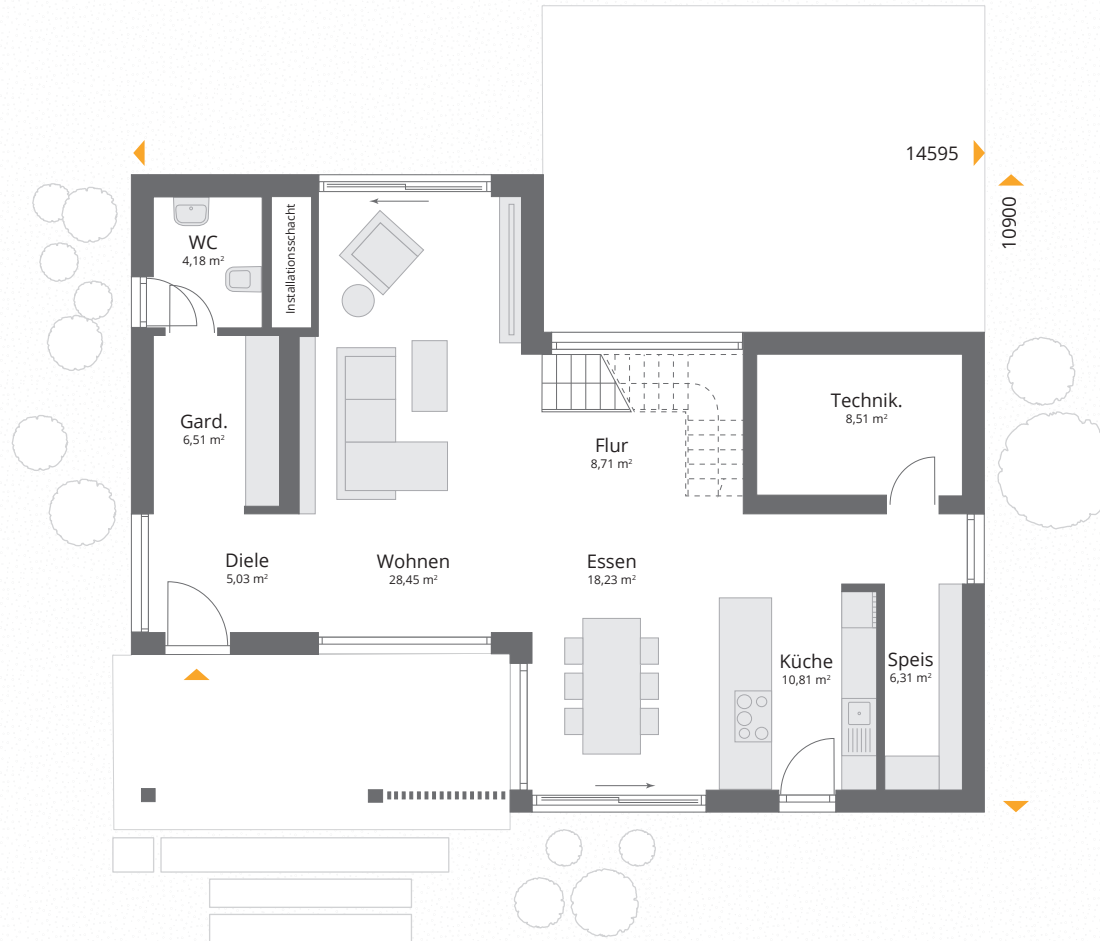 14595
10900
WC
4,18 m²
Installationsschacht
Gard.
6,51 m²
Technik.
8,51 m²
Flur
8,71 m²
Diele
5,03 m²
Wohnen
28,45 m²
Essen
18,23 m²
Küche
10,81 m²
Speis
6,31 m²